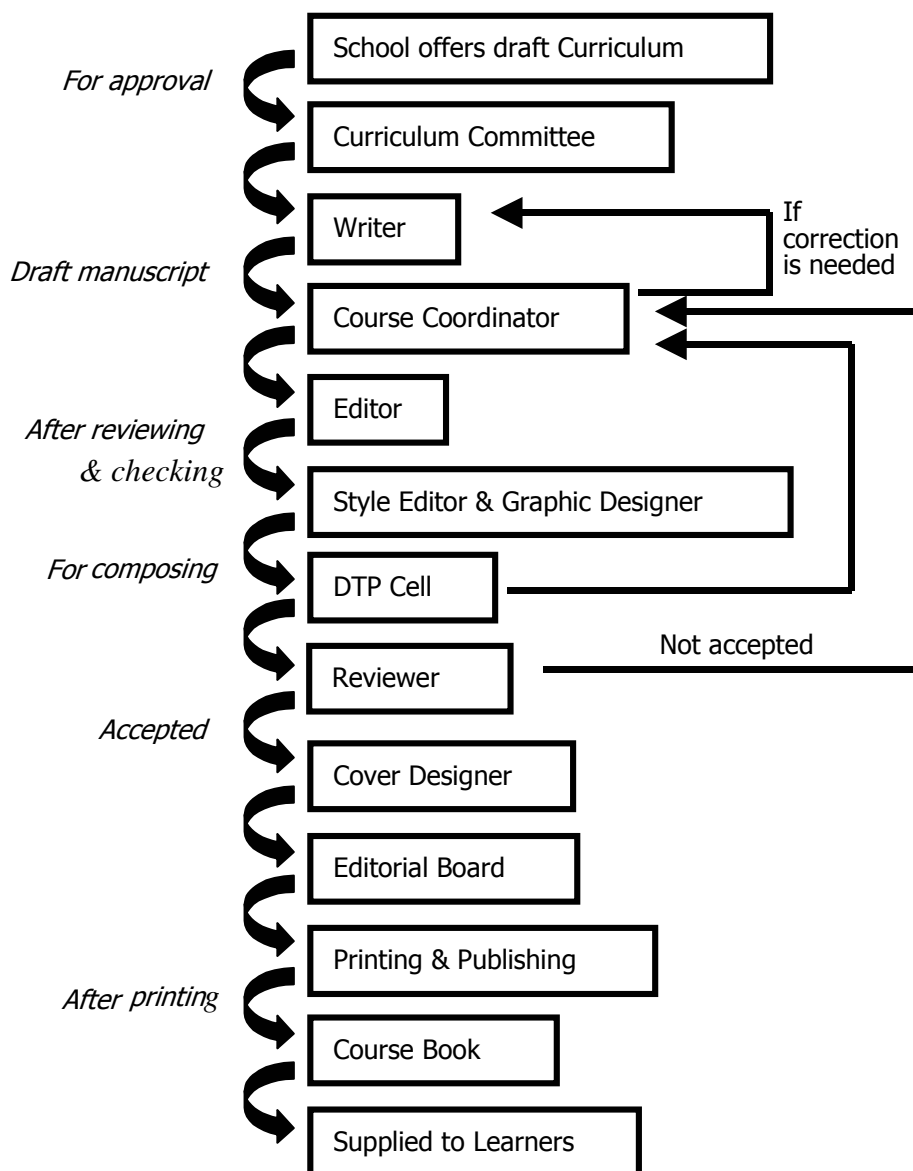 School offers draft Curriculum
For approval
Curriculum Committee
Writer
If
correction
is needed
Draft manuscript
Course Coordinator
Editor
After reviewing
& checking
Style Editor & Graphic Designer
For composing
DTP Cell
Not accepted
Reviewer
Accepted
Cover Designer
Editorial Board
Printing & Publishing
After printing
Course Book
Supplied to Learners